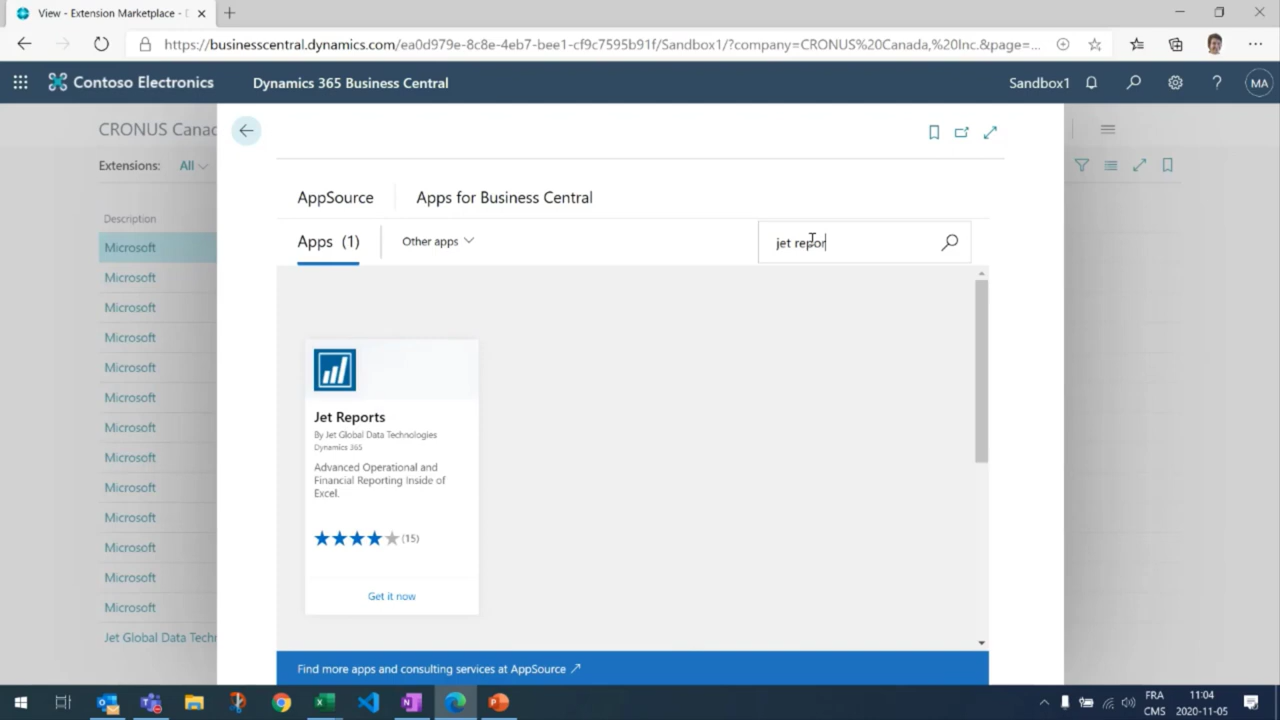 View - Extension Marketplace - D
https://businesscentral.dynamics.com/ea0d979e-8c8e-4eb7-bee1-cf9c7595b91f/Sandbox1/?company=CRONUS%20Canada,%20Inc.&page=...
Contoso Electronics
Dynamics 365 Business Central
Sandbox1
?
MA
CRONUS Canad
Extensions: All
Description
Microsoft
Microsoft
Microsoft
Microsoft
Microsoft
Microsoft
Microsoft
Microsoft
Microsoft
Microsoft
Microsoft
Microsoft
Microsoft
Jet Global Data Techn
AppSource
Apps for Business Central
Apps (1)
Other apps
jet repor
Jet Reports
By Jet Global Data Technologies
Dynamics 365
Advanced Operational and
Financial Reporting Inside of
Excel.
(15)
Get it now
Find more apps and consulting services at AppSource
FRA
CMS
11:04
2020-11-05